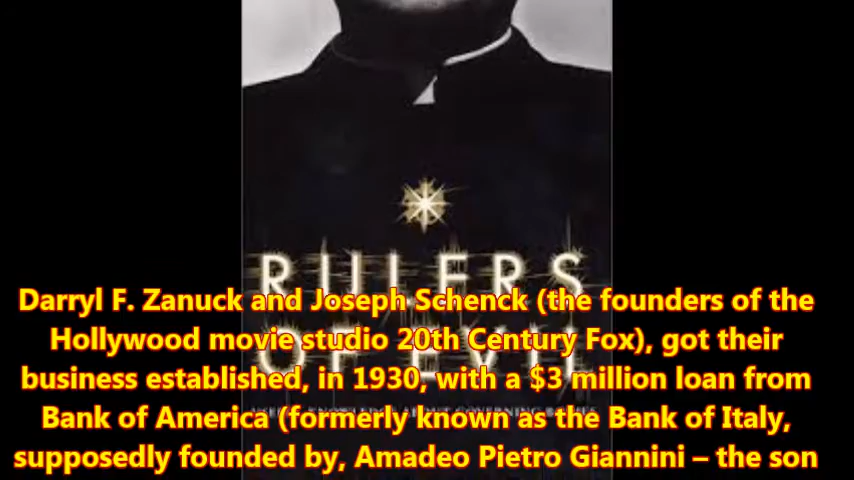 RULERS
OF EVIL
Darryl F. Zanuck and Joseph Schenck (the founders of the
Hollywood movie studio 20th Century Fox), got their
business established, in 1930, with a $3 million loan from
Bank of America (formerly known as the Bank of Italy,
supposedly founded by, Amadeo Pietro Giannini – the son